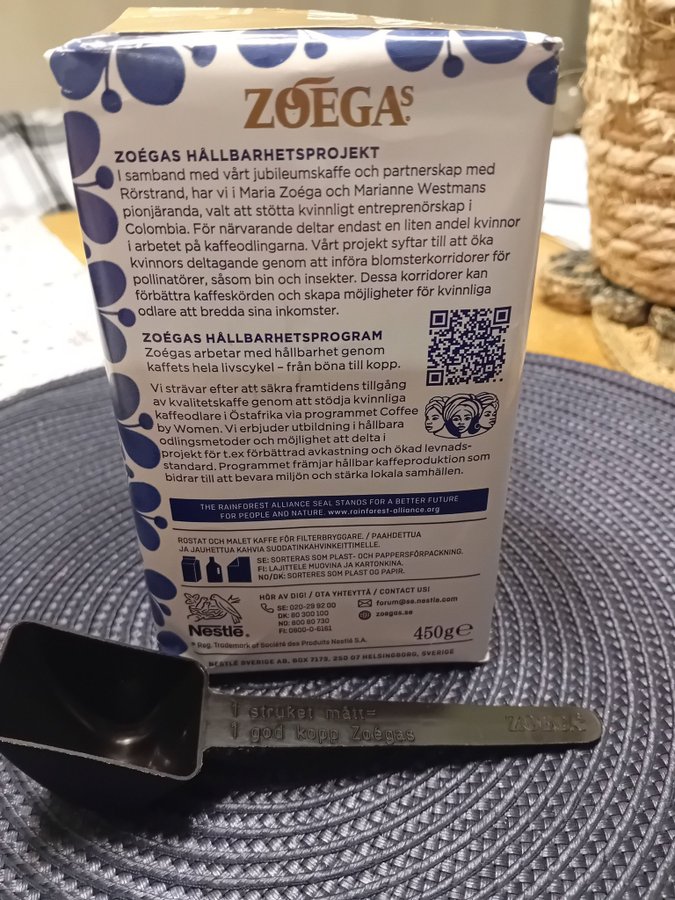 ZOÉGAS
ZOÉGAS HÅLLBARHETSPROJEKT
I samband med vårt jubileumskaffe och partnerskap med
Rörstrand, har vi i Maria Zoéga och Marianne Westmans
pionjäranda, valt att stötta kvinnligt entreprenörskap i
Colombia. För närvarande deltar endast en liten andel kvinnor
i arbetet på kaffeodlingarna. Vårt projekt syftar till att öka
kvinnors deltagande genom att införa blomsterkorridorer för
pollinatörer, såsom bin och insekter. Dessa korridorer kan
förbättra kaffeskörden och skapa möjligheter för kvinnliga
odlare att bredda sina inkomster.
ZOÉGAS HÅLLBARHETSPROGRAM
Zoégas arbetar med hållbarhet genom
kaffets hela livscykel – från böna till kopp.
Vi strävar efter att säkra framtidens tillgång
av kvalitetskaffe genom att stödja kvinnliga
kaffeodlare i Östafrika via programmet Coffee
by Women. Vi erbjuder utbildning i hållbara
odlingsmetoder och möjlighet att delta i
projekt för t.ex förbättrad avkastning och ökad levnads-
standard. Programmet främjar hållbar kaffeproduktion som
bidrar till att bevara miljön och stärka lokala samhällen.
THE RAINFOREST ALLIANCE SEAL STANDS FOR A BETTER FUTURE
FOR PEOPLE AND NATURE. www.rainforest-alliance.org
ROSTAT OCH MALET KAFFE FÖR FILTERBRYGGARE. / PAAHDETTUA
JA JAUHETTUA KAHVIA SUODATINKAHVINKEITTIMELLE.
SE: SORTERAS SOM PLAST- OCH PAPPERSFÖRPACKNING.
FI: LAJITTELE MUOVINA JA KARTONKINA.
NO/DK: SORTERES SOM PLAST OG PAPIR.
HÖR AV DIG! / OTA YHTEYTTÄ / CONTACT US!
SE: 020-29 92 00
DK: 80 300 100
NO: 800 80 730
FI: 0800-0-6161
forum@se.nestle.com
zoegas.se
Nestlé®
® Reg. Trademark of Société des Produits Nestlé S.A.
450g℮
NESTLÉ SVERIGE AB, BOX 7173, 250 07 HELSINGBORG, SVERIGE
1 struket mått=
1 god kopp Zoégas
ZOÉGAS